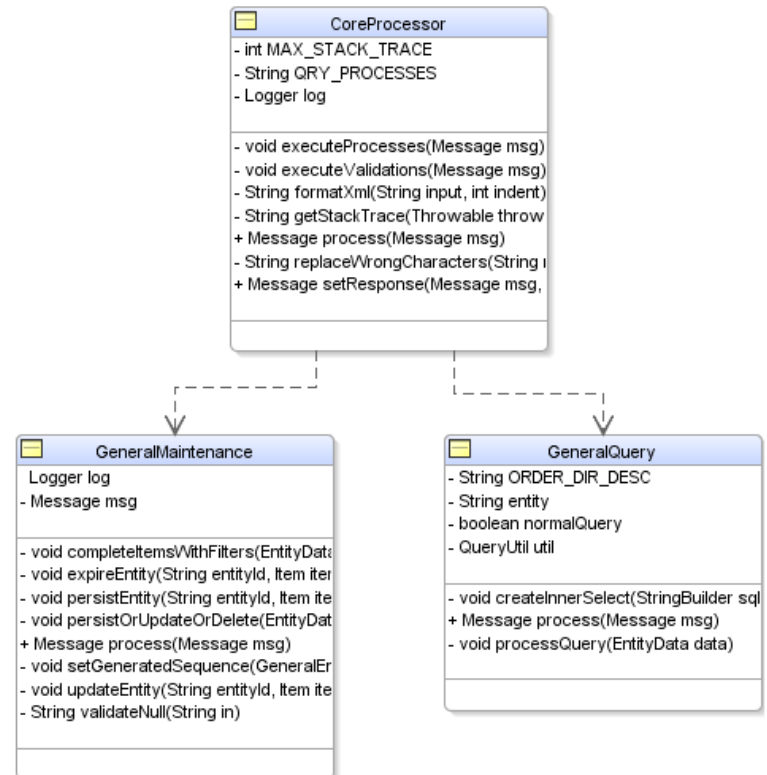 CoreProcessor
- int MAX_STACK_TRACE
- String QRY_PROCESSES
- Logger log
- void executeProcesses(Message msg)
- void executeValidations(Message msg)
- String formatXml(String input, int indent)
- String getStackTrace(Throwable throw
+ Message process(Message msg)
- String replaceWrongCharacters(String
+ Message setResponse(Message msg,
GeneralMaintenance
Logger log
- Message msg
- void completeItemsWithFilters(EntityData
- void expireEntity(String entityId, Item iter
- void persistEntity(String entityId, Item ite
- void persistOrUpdateOrDelete(EntityDat
+ Message process(Message msg)
- void setGeneratedSequence(GeneralEr
- void updateEntity(String entityId, Item ite
- String validateNull(String in)
GeneralQuery
- String ORDER_DIR_DESC
- String entity
- boolean normalQuery
- QueryUtil util
- void createInnerSelect(StringBuilder sql
+ Message process(Message msg)
- void processQuery(EntityData data)